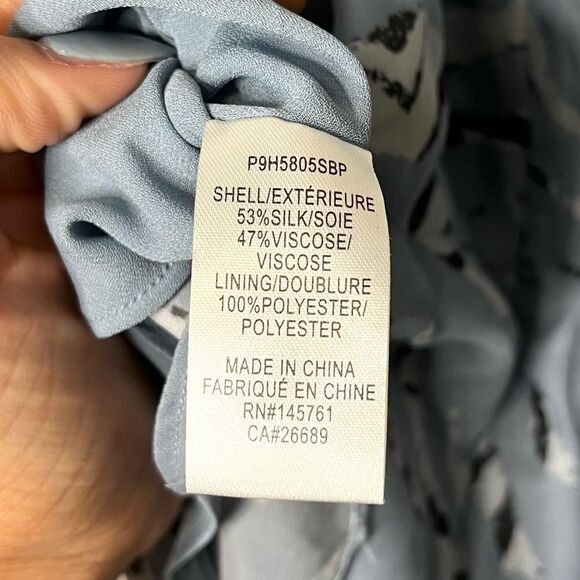 P9H5805SBP
SHELL/EXTÉRIEURE
53%SILK/SOIE
47%VISCOSE/
VISCOSE
LINING/DOUBLURE
100%POLYESTER/
POLYESTER
MADE IN CHINA
FABRIQUÉ EN CHINE
RN#145761
CA#26689